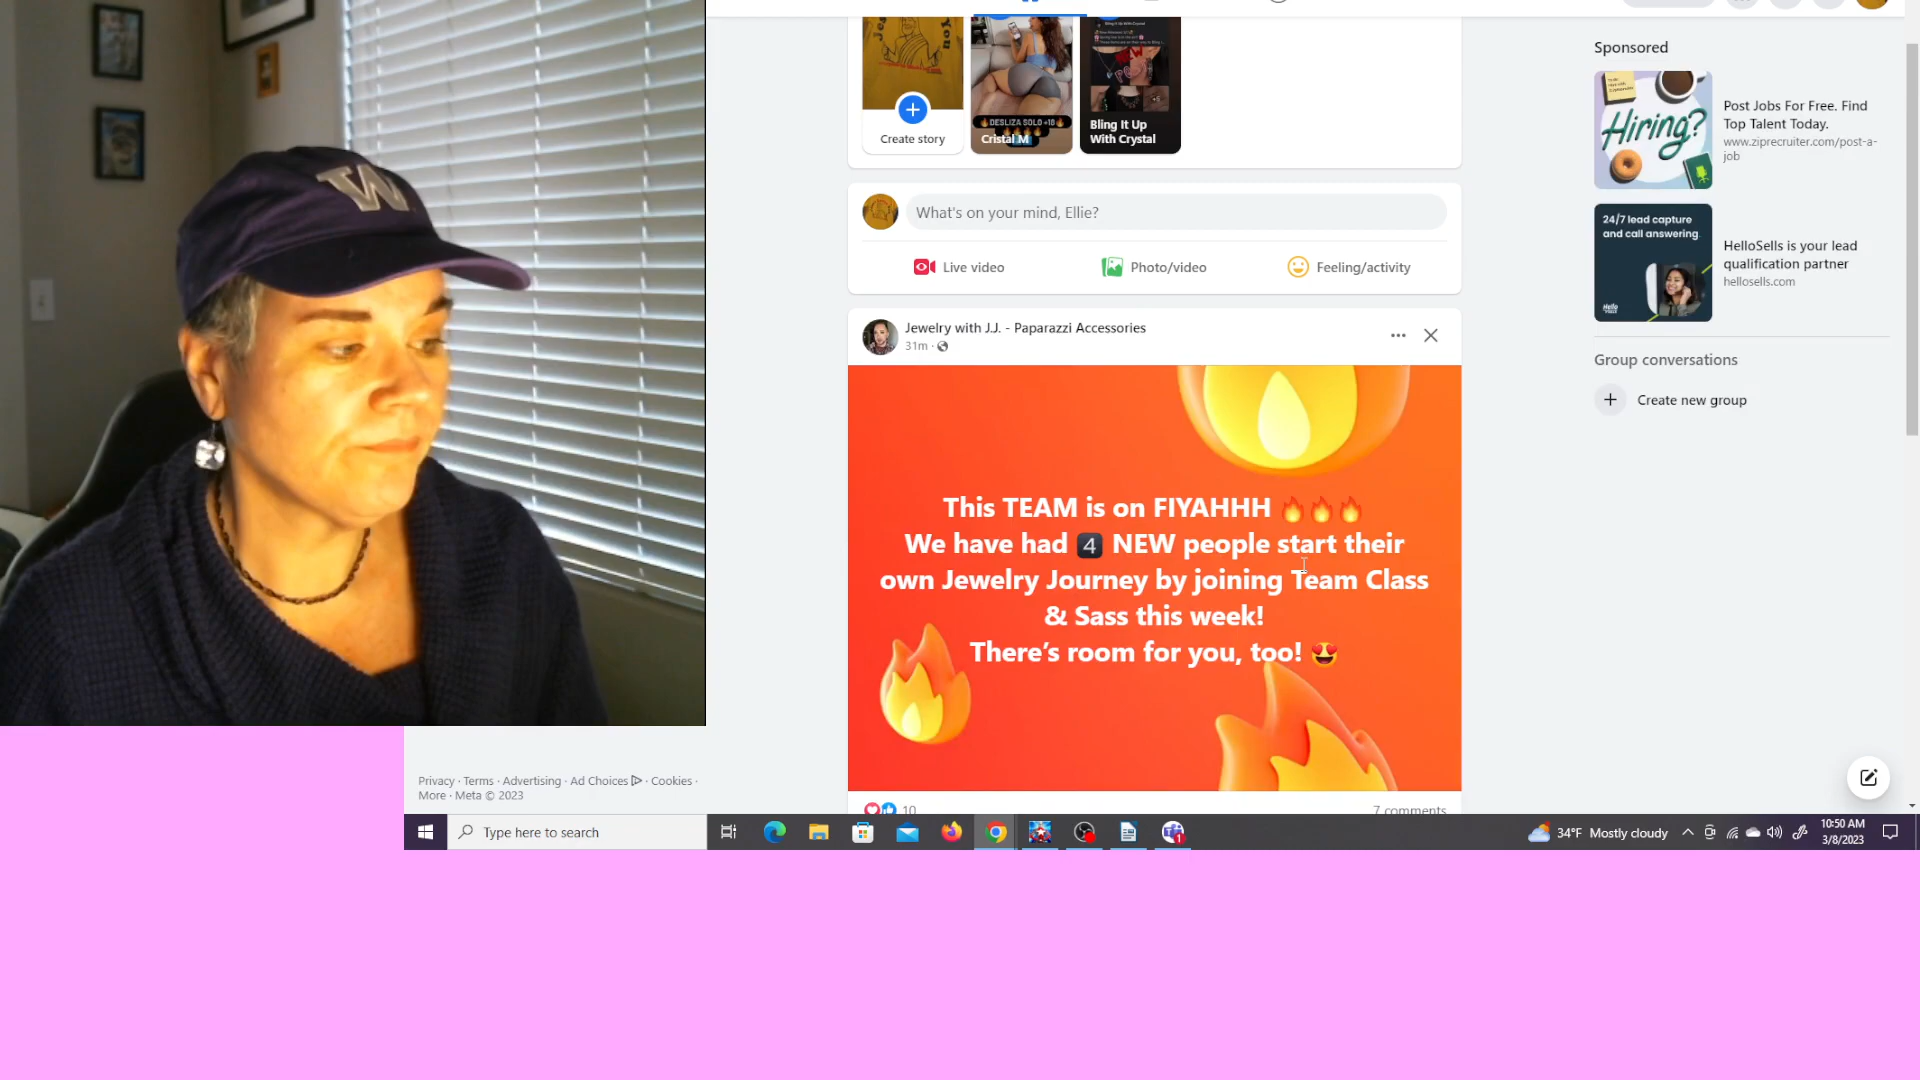 W
Create story
DESLIZA SOLO +18
Cristal M
Bling It Up
With Crystal
What's on your mind, Ellie?
Live video
Photo/video
Feeling/activity
Jewelry with J.J. - Paparazzi Accessories
31m ·
This TEAM is on FIYAHHH 🔥🔥🔥
We have had 4️⃣ NEW people start their
own Jewelry Journey by joining Team Class
& Sass this week!
There's room for you, too! 😍
10
7 comments
Sponsored
Hiring?
Post Jobs For Free. Find
Top Talent Today.
www.ziprecruiter.com/post-a-
job
24/7 lead capture
and call answering.
HelloSells is your lead
qualification partner
hellosells.com
Group conversations
Create new group
Privacy · Terms · Advertising · Ad Choices · Cookies ·
More · Meta © 2023
Type here to search
34°F Mostly cloudy
10:50 AM
3/8/2023